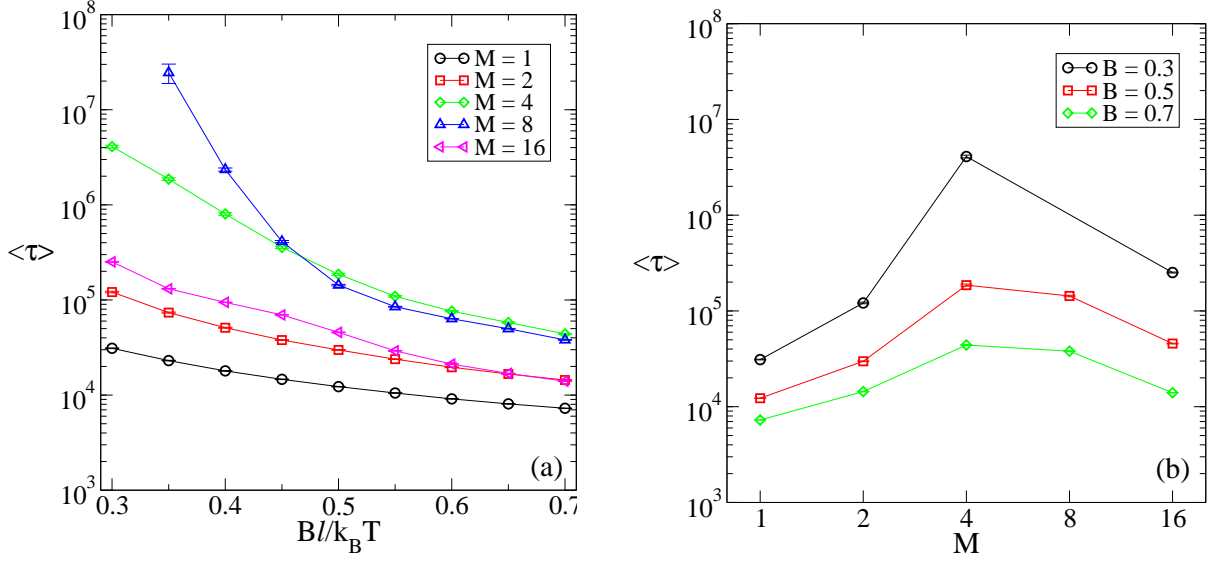 10^8
10^7
10^6
10^5
10^4
10^3
<τ>
M = 1
M = 2
M = 4
M = 8
M = 16
(a)
0.3 0.4 0.5 0.6 0.7
Bl/k_BT
10^8
10^7
10^6
10^5
10^4
10^3
<τ>
B = 0.3
B = 0.5
B = 0.7
(b)
1 2 4 8 16
M